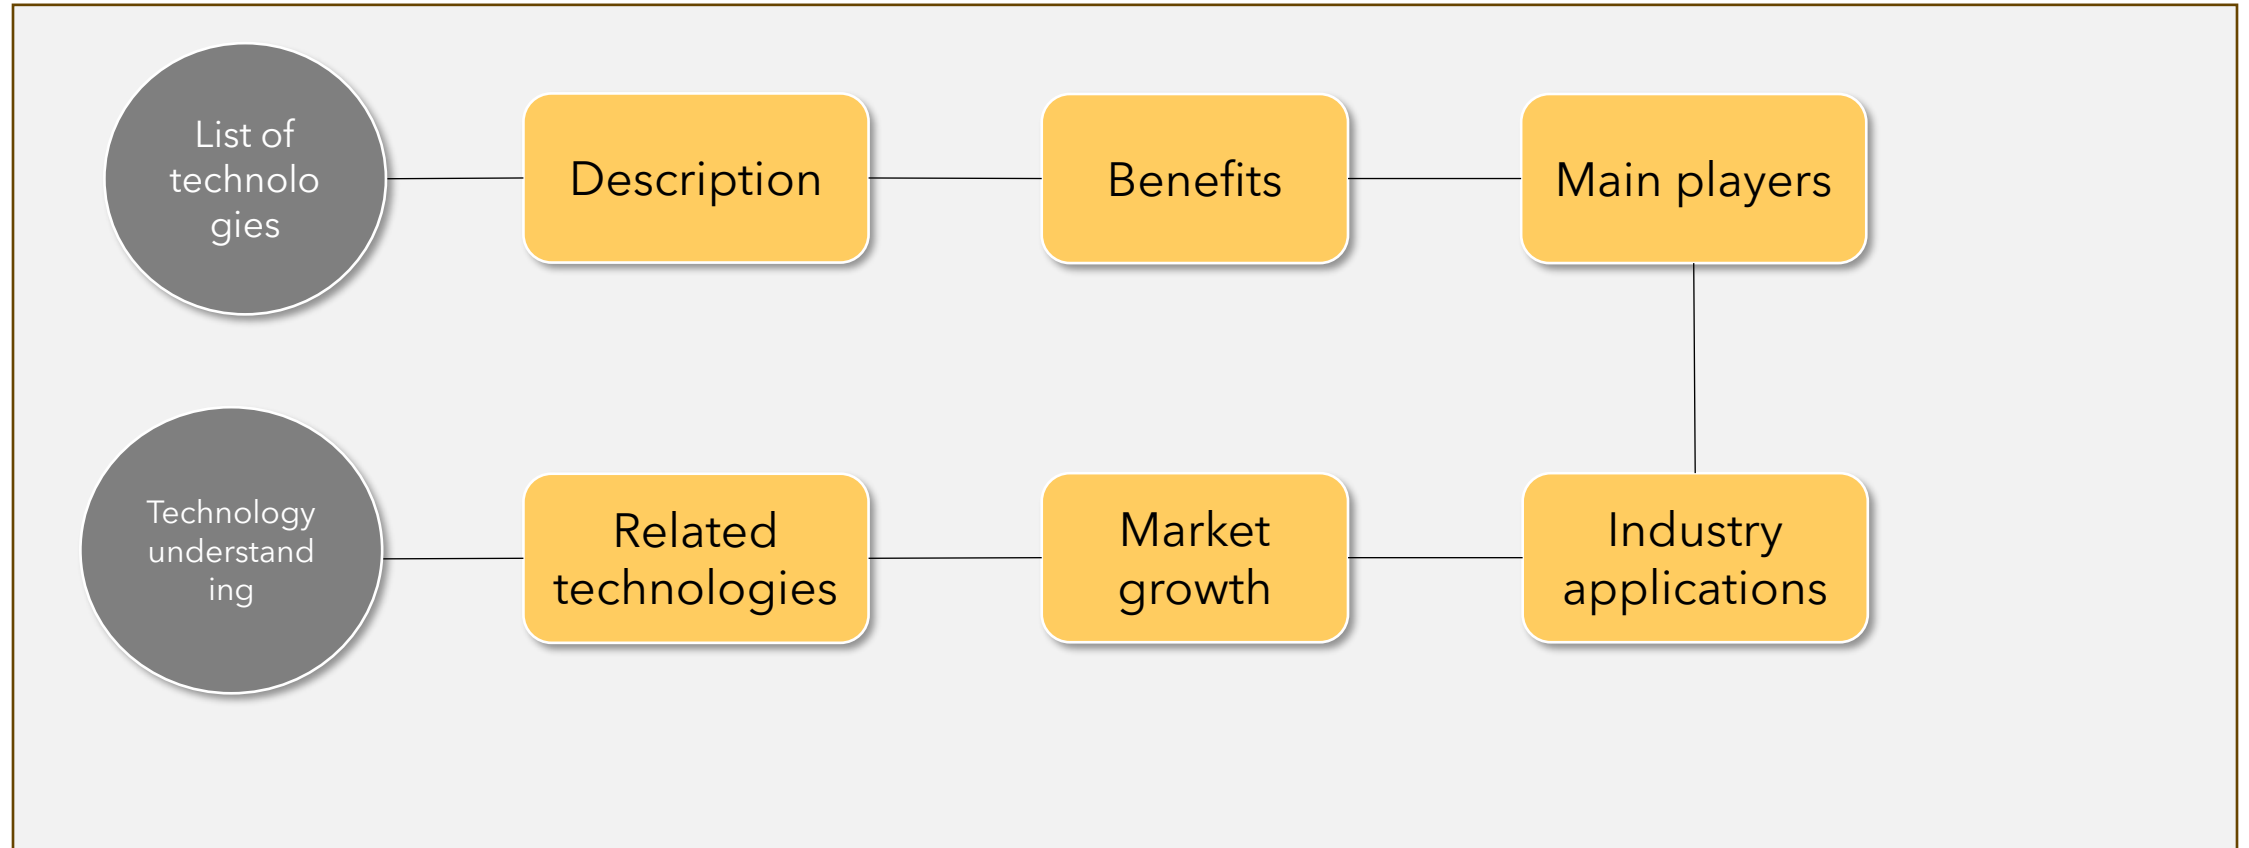 List of
technolo
gies
Description
Benefits
Main players
Technology
understand
ing
Related
technologies
Market
growth
Industry
applications